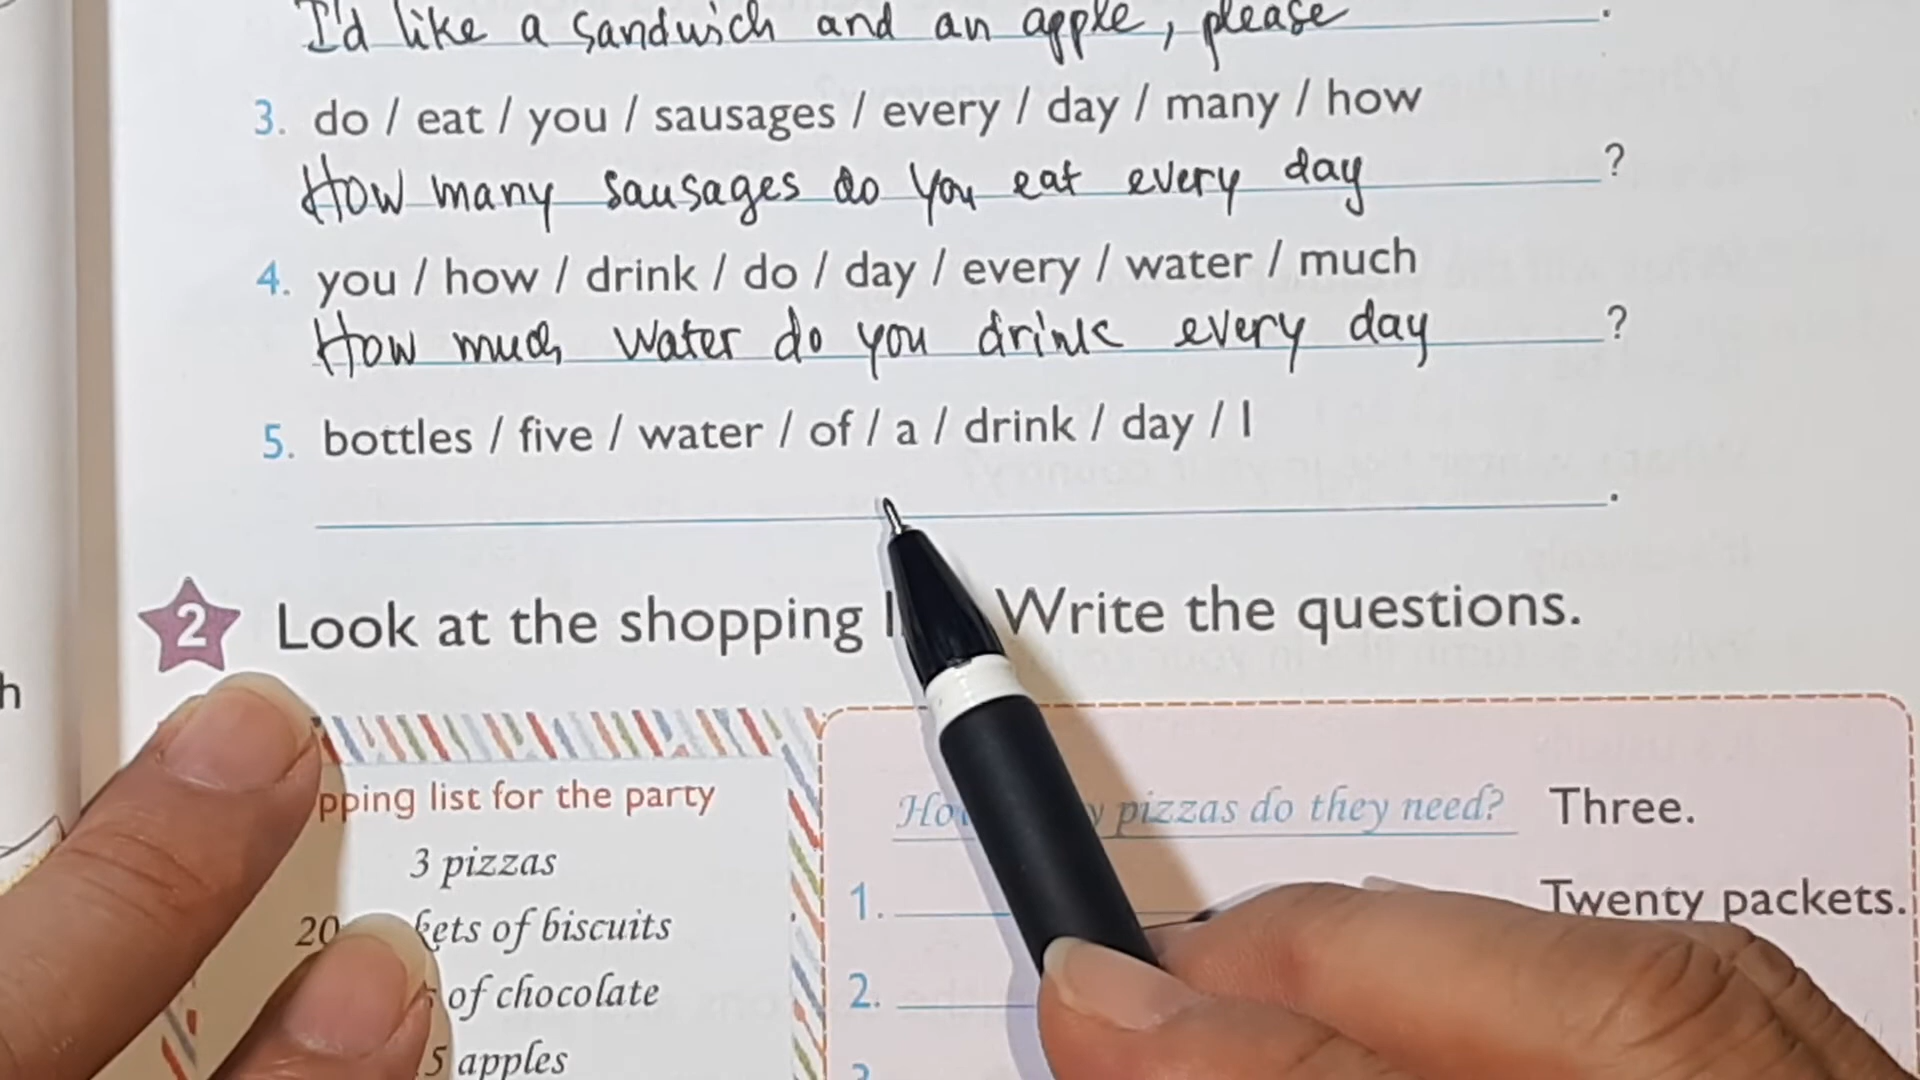 I'd like a sandwich and an apple, please .
3. do / eat / you / sausages / every / day / many / how
How many sausages do you eat every day ?
4. you / how / drink / do / day / every / water / much
How much water do you drink every day ?
5. bottles / five / water / of / a / drink / day / I
.
2 Look at the shopping Write the questions.
h
pping list for the party
3 pizzas
20 kets of biscuits
of chocolate
5 apples
Ho y pizzas do they need? Three.
1. Twenty packets.
2.
3